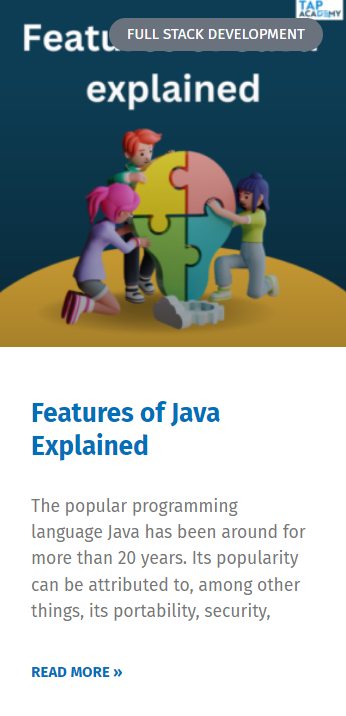 TAP
ACADEMY
FULL STACK DEVELOPMENT
Featu
explained
Features of Java
Explained
The popular programming
language Java has been around for
more than 20 years. Its popularity
can be attributed to, among other
things, its portability, security,
READ MORE »